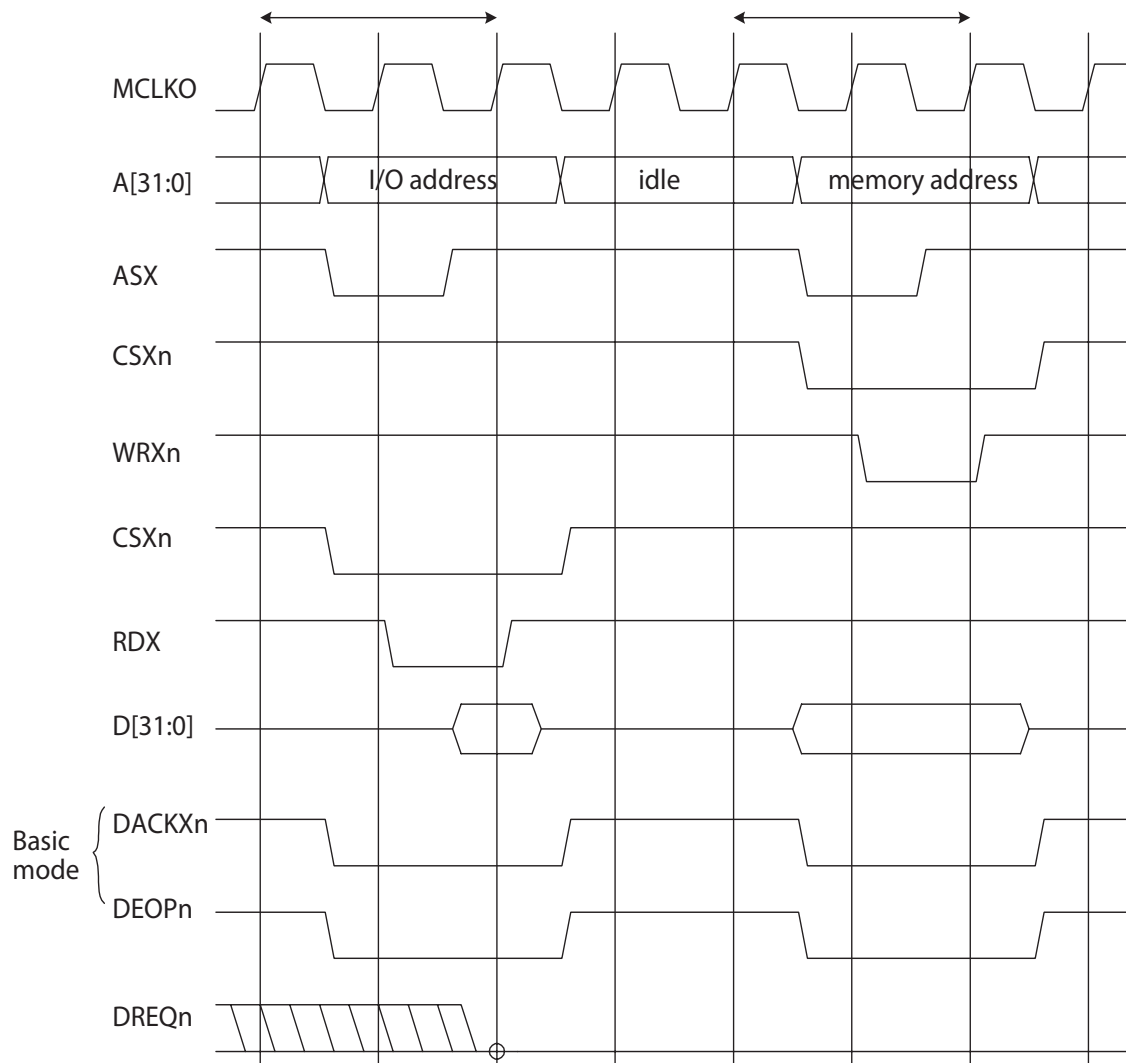 MCLKO
A[31:0]
I/O address
idle
memory address
ASX
CSXn
WRXn
CSXn
RDX
D[31:0]
Basic
mode
DACKXn
DEOPn
DREQn